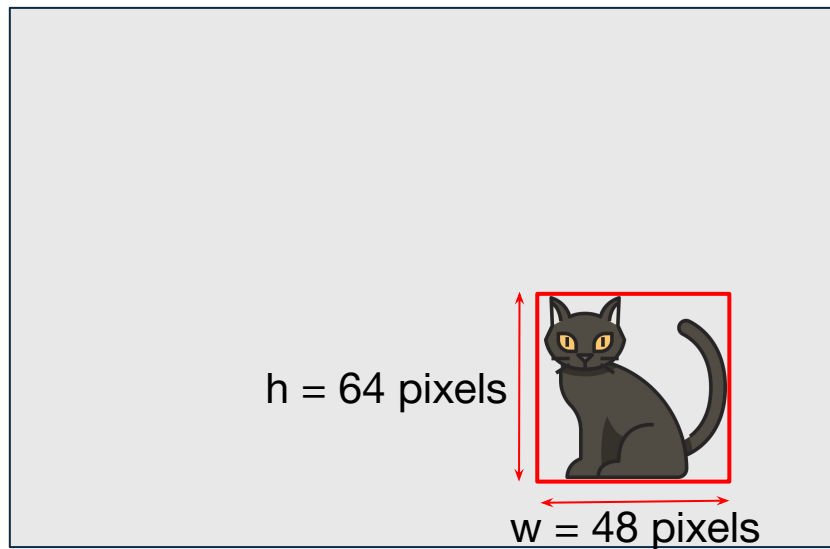 h = 64 pixels
w = 48 pixels